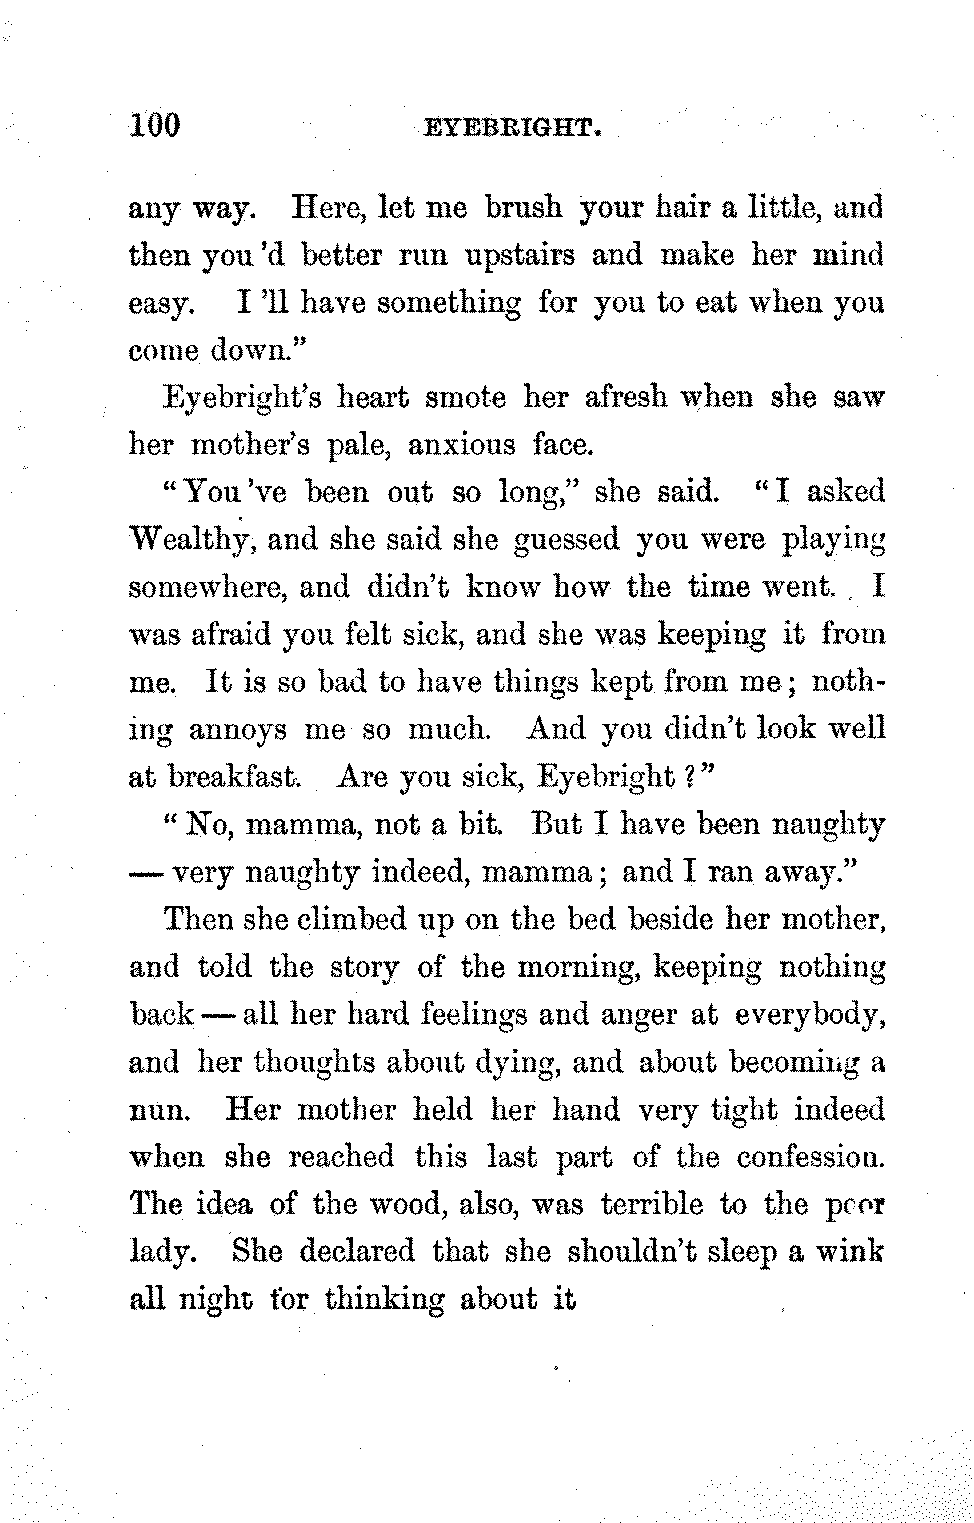 100 EYEBRIGHT.
any way. Here, let me brush your hair a little, and
then you 'd better run upstairs and make her mind
easy. I 'll have something for you to eat when you
come down."
Eyebright's heart smote her afresh when she saw
her mother's pale, anxious face.
"You 've been out so long," she said. "I asked
Wealthy, and she said she guessed you were playing
somewhere, and didn't know how the time went. I
was afraid you felt sick, and she was keeping it from
me. It is so bad to have things kept from me; noth-
ing annoys me so much. And you didn't look well
at breakfast. Are you sick, Eyebright?"
"No, mamma, not a bit. But I have been naughty
— very naughty indeed, mamma; and I ran away."
Then she climbed up on the bed beside her mother,
and told the story of the morning, keeping nothing
back — all her hard feelings and anger at everybody,
and her thoughts about dying, and about becoming a
nun. Her mother held her hand very tight indeed
when she reached this last part of the confession.
The idea of the wood, also, was terrible to the poor
lady. She declared that she shouldn't sleep a wink
all night for thinking about it